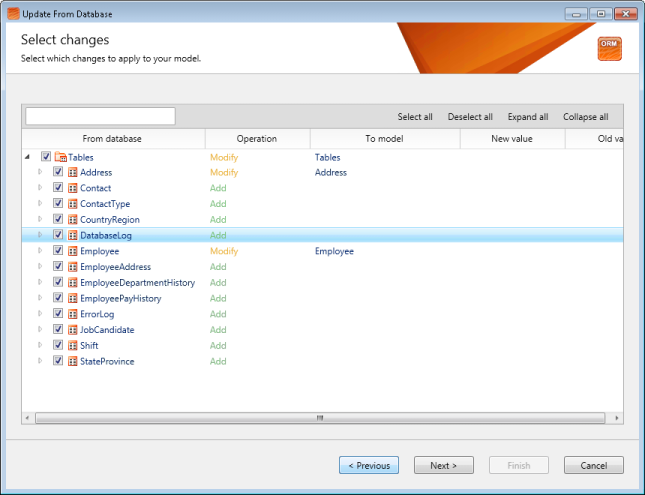 Update From Database
Select changes
Select which changes to apply to your model.
ORM
Select all Deselect all Expand all Collapse all
From database Operation To model New value Old va
Tables Modify Tables
Address Modify Address
Contact Add
ContactType Add
CountryRegion Add
DatabaseLog Add
Employee Modify Employee
EmployeeAddress Add
EmployeeDepartmentHistory Add
EmployeePayHistory Add
ErrorLog Add
JobCandidate Add
Shift Add
StateProvince Add
< Previous Next > Finish Cancel